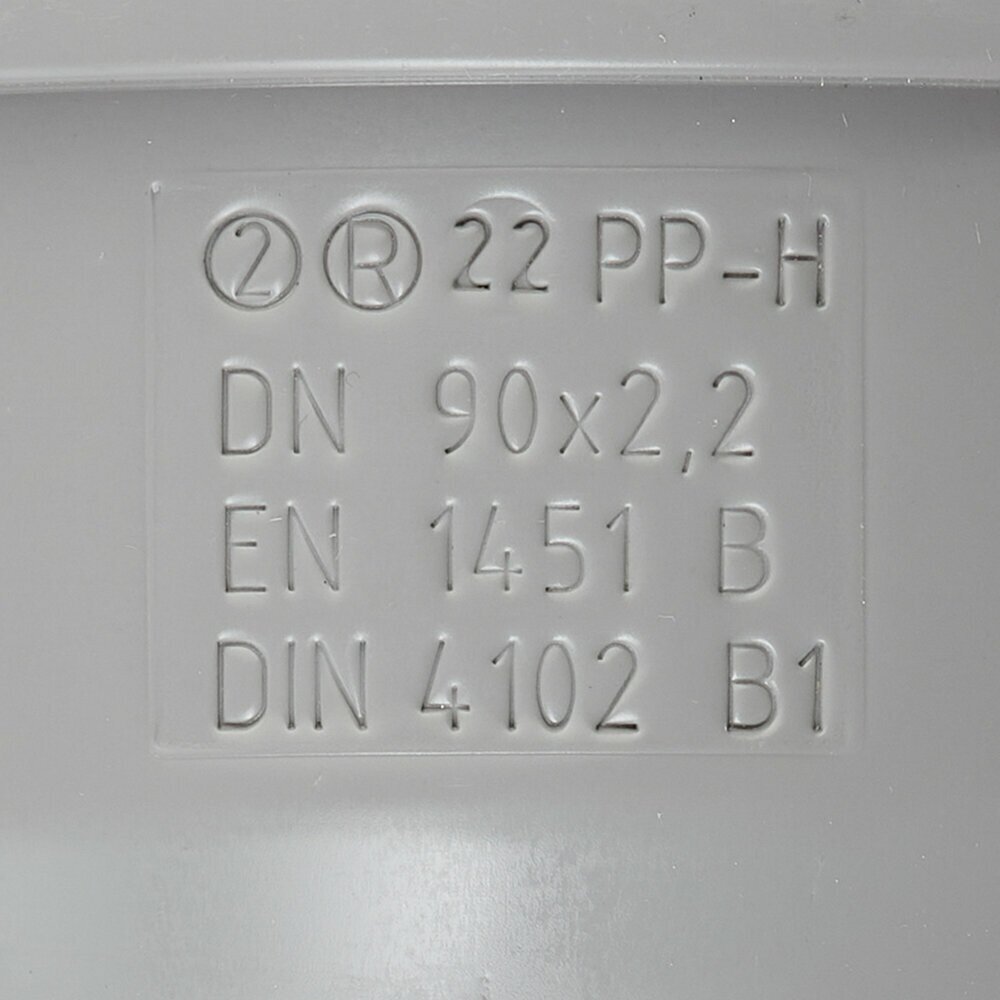 ② Ⓡ 22 PP-H
DN 90x2,2
EN 1451 B
DIN 4102 B1